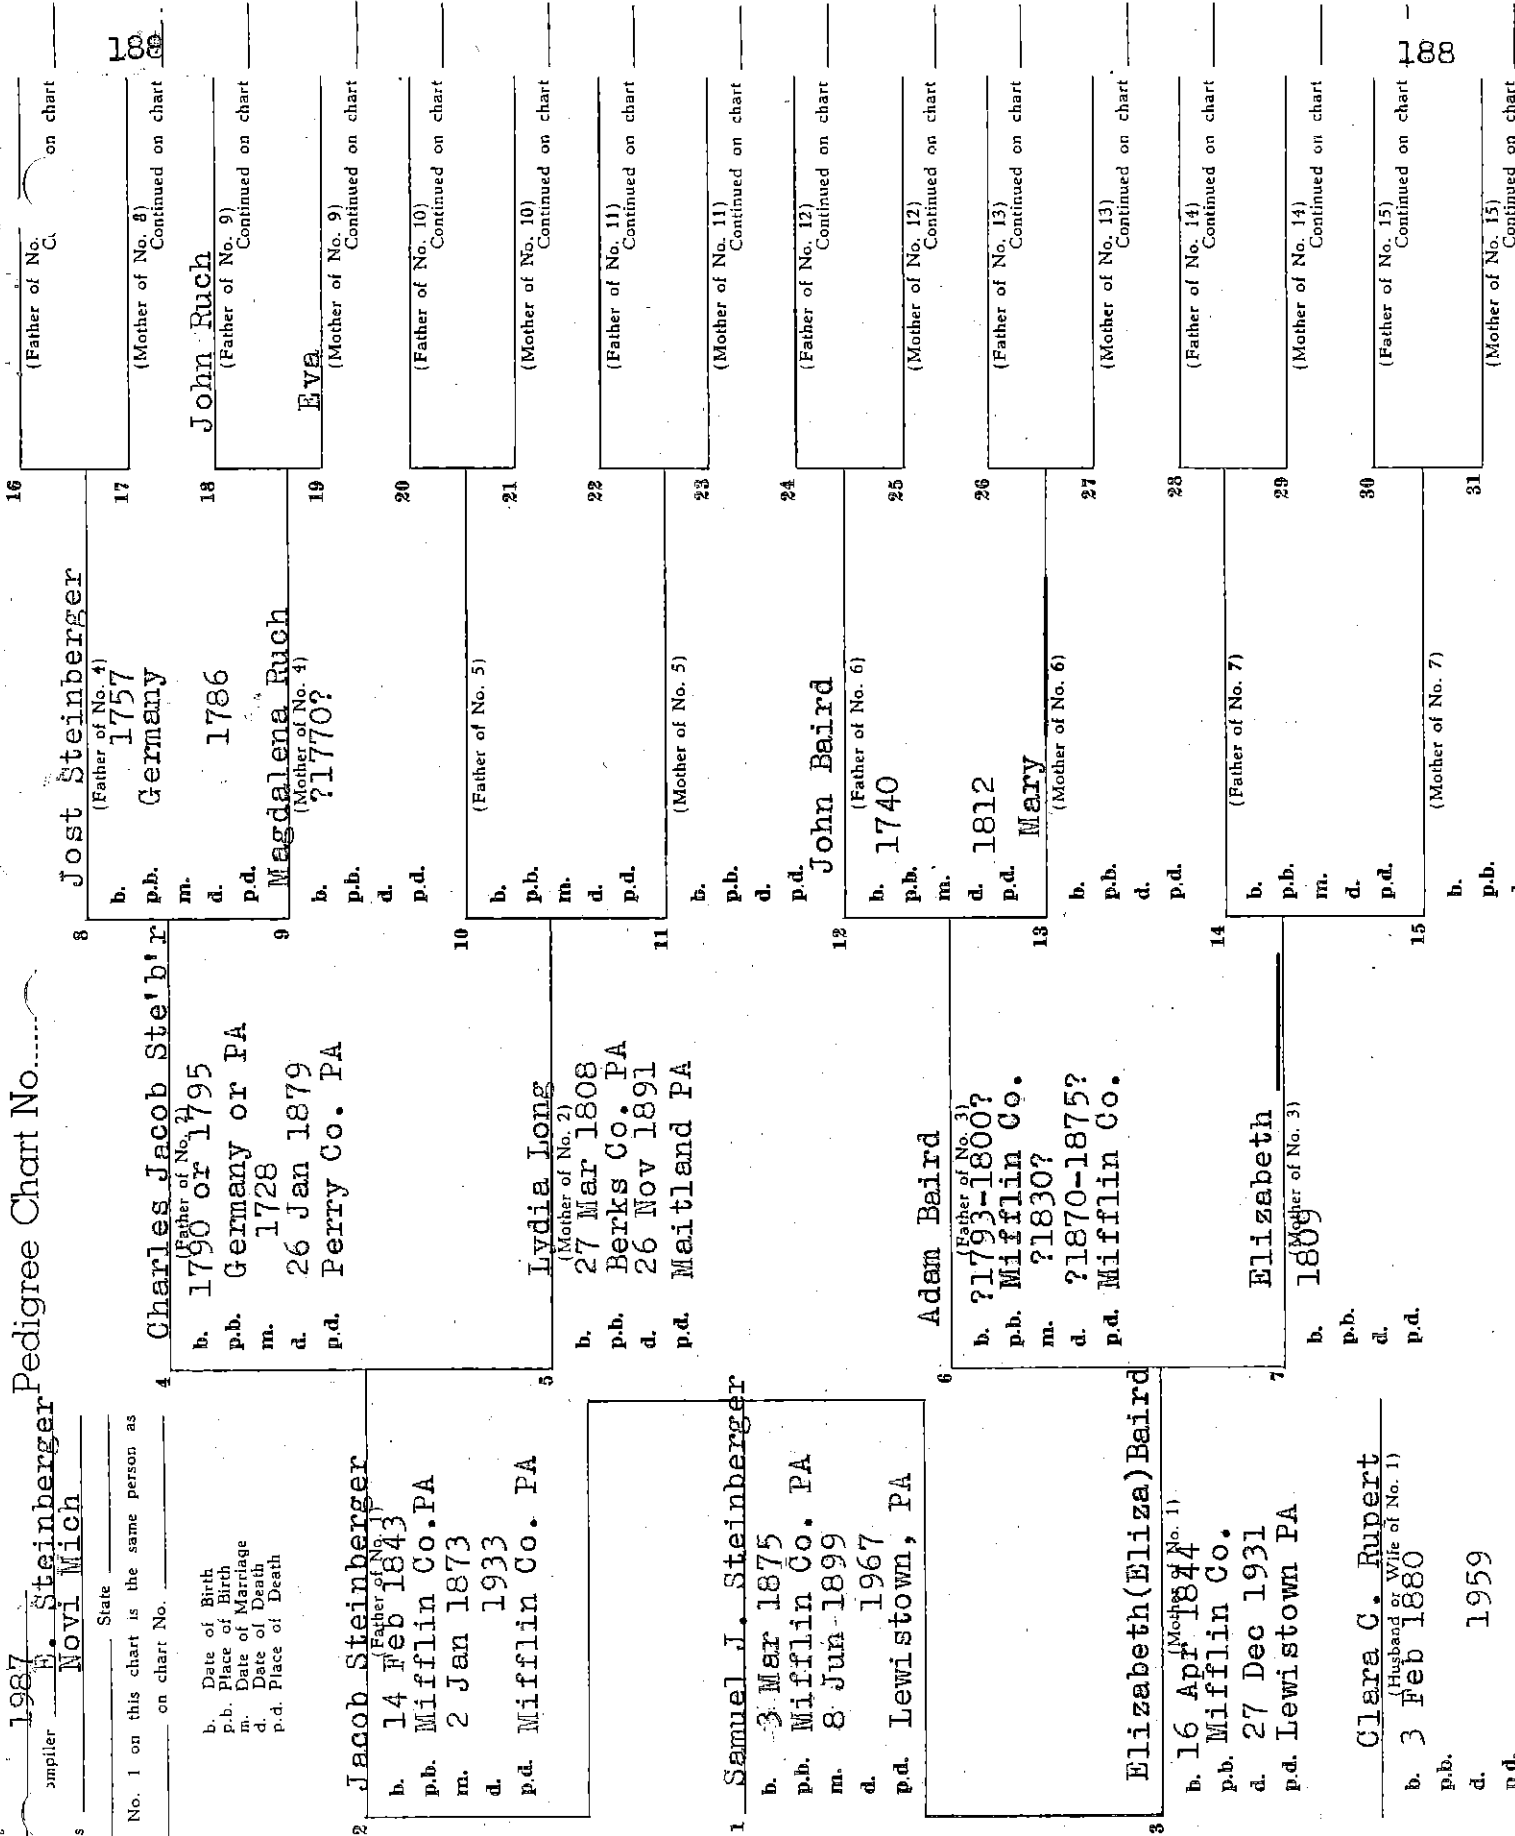 1987
ompiler E. Steinberger Pedigree Chart No......
Novi Mich
s
State
No. 1 on this chart is the same person as
on chart No.
b. Date of Birth
p.b. Place of Birth
m. Date of Marriage
d. Date of Death
p.d. Place of Death
2
Jacob Steinberger
(Father of No. 1)
b. 14 Feb 1843
p.b. Mifflin Co.PA
m. 2 Jan 1873
d. 1933
p.d. Mifflin Co. PA
1
Samuel J. Steinberger
b. 3 Mar 1875
p.b. Mifflin Co. PA
m. 8 Jun 1899
d. 1967
p.d. Lewistown, PA
3
Elizabeth(Eliza)Baird
(Mother of No. 1)
b. 16 Apr 1844
p.b. Mifflin Co.
d. 27 Dec 1931
p.d. Lewistown PA
Clara C. Rupert
(Husband or Wife of No. 1)
b. 3 Feb 1880
p.b.
d. 1959
p.d.
4
Charles Jacob Ste'b'r
(Father of No. 2)
b. 1790 or 1795
p.b. Germany or PA
m. 1728
d. 26 Jan 1879
p.d. Perry Co. PA
5
Lydia Long
(Mother of No. 2)
b. 27 Mar 1808
p.b. Berks Co. PA
d. 26 Nov 1891
p.d. Maitland PA
6
Adam Baird
(Father of No. 3)
b. ?1793-1800?
p.b. Mifflin Co.
m. ?1830?
d. ?1870-1875?
p.d. Mifflin Co.
7
Elizabeth
(Mother of No. 3)
b. 1809
p.b.
d.
p.d.
8
Jost Steinberger
(Father of No. 4)
b. 1757
p.b. Germany
m.
d. 1786
p.d.
9
Magdalena Ruch
(Mother of No. 4)
b. ?1770?
p.b.
d.
p.d.
10
(Father of No. 5)
b.
p.b.
m.
d.
p.d.
11
(Mother of No. 5)
b.
p.b.
d.
p.d.
12
John Baird
(Father of No. 6)
b. 1740
p.b.
m.
d. 1812
p.d.
13
Mary
(Mother of No. 6)
b.
p.b.
d.
p.d.
14
(Father of No. 7)
b.
p.b.
m.
d.
p.d.
15
(Mother of No. 7)
b.
p.b.
16
(Father of No.
on chart
188
17
(Mother of No. 8)
Continued on chart
18
John Ruch
(Father of No. 9)
Continued on chart
19
Eva
(Mother of No. 9)
Continued on chart
20
(Father of No. 10)
Continued on chart
21
(Mother of No. 10)
Continued on chart
22
(Father of No. 11)
Continued on chart
23
(Mother of No. 11)
Continued on chart
24
(Father of No. 12)
Continued on chart
25
(Mother of No. 12)
Continued on chart
26
(Father of No. 13)
Continued on chart
27
(Mother of No. 13)
Continued on chart
28
(Father of No. 14)
Continued on chart
29
(Mother of No. 14)
Continued on chart
30
(Father of No. 15)
Continued on chart
188
31
(Mother of No. 15)
Continued on chart